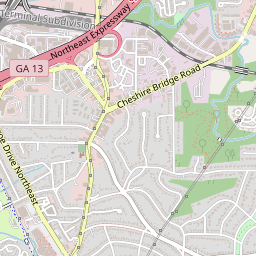 Terminal Subdivision
Northeast Expressway
GA 13
Cheshire Bridge Road
Drive Northeast